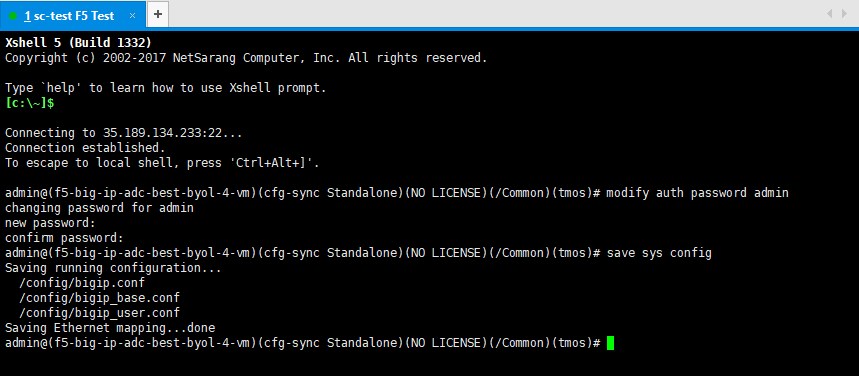 1 sc-test F5 Test × +
Xshell 5 (Build 1332)
Copyright (c) 2002-2017 NetSarang Computer, Inc. All rights reserved.
Type `help' to learn how to use Xshell prompt.
[c:\~]$
Connecting to 35.189.134.233:22...
Connection established.
To escape to local shell, press 'Ctrl+Alt+]'.
admin@(f5-big-ip-adc-best-byol-4-vm)(cfg-sync Standalone)(NO LICENSE)(/Common)(tmos)# modify auth password admin
changing password for admin
new password:
confirm password:
admin@(f5-big-ip-adc-best-byol-4-vm)(cfg-sync Standalone)(NO LICENSE)(/Common)(tmos)# save sys config
Saving running configuration...
/config/bigip.conf
/config/bigip_base.conf
/config/bigip_user.conf
Saving Ethernet mapping...done
admin@(f5-big-ip-adc-best-byol-4-vm)(cfg-sync Standalone)(NO LICENSE)(/Common)(tmos)#